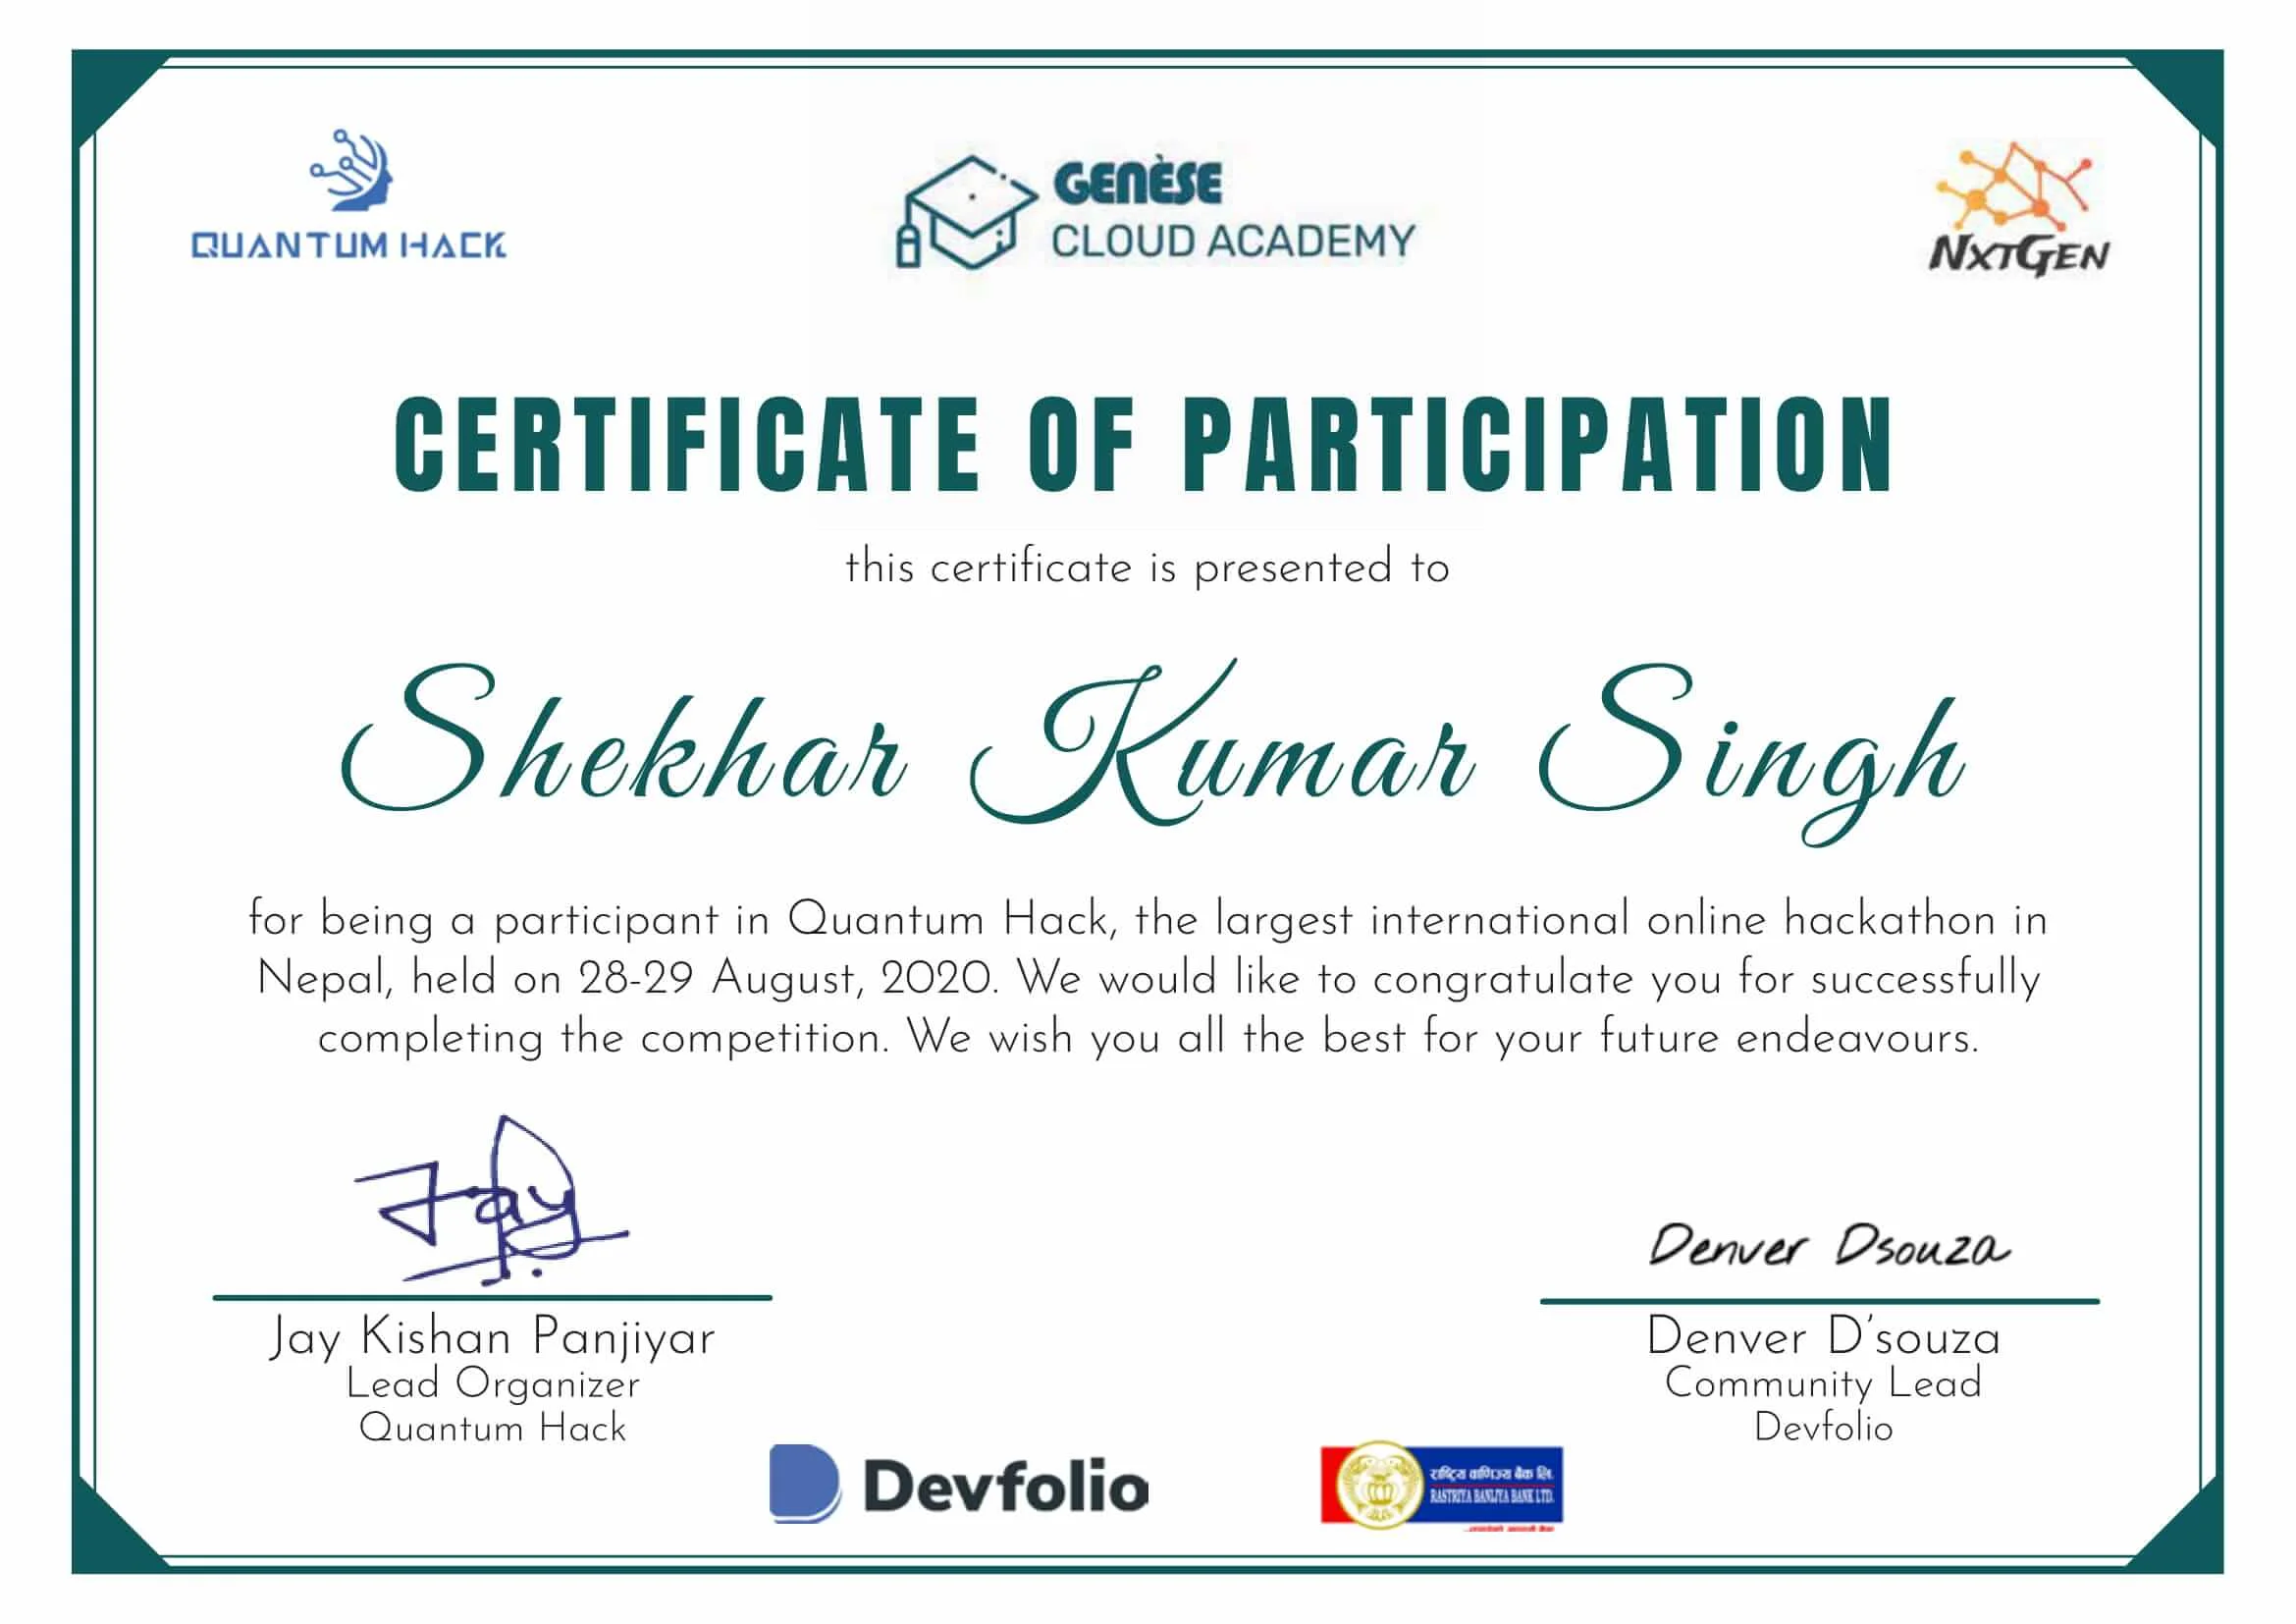 QUANTUM HACK
GENÈSE
CLOUD ACADEMY
NXTGEN
CERTIFICATE OF PARTICIPATION
this certificate is presented to
Shekhar Kumar Singh
for being a participant in Quantum Hack, the largest international online hackathon in
Nepal, held on 28-29 August, 2020. We would like to congratulate you for successfully
completing the competition. We wish you all the best for your future endeavours.
Jay
Denver Dsouza
Jay Kishan Panjiyar
Lead Organizer
Quantum Hack
Denver D'souza
Community Lead
Devfolio
Devfolio
राष्ट्रिय वाणिज्य बैंक लि.
RASTRIYA BANIJYA BANK LTD.